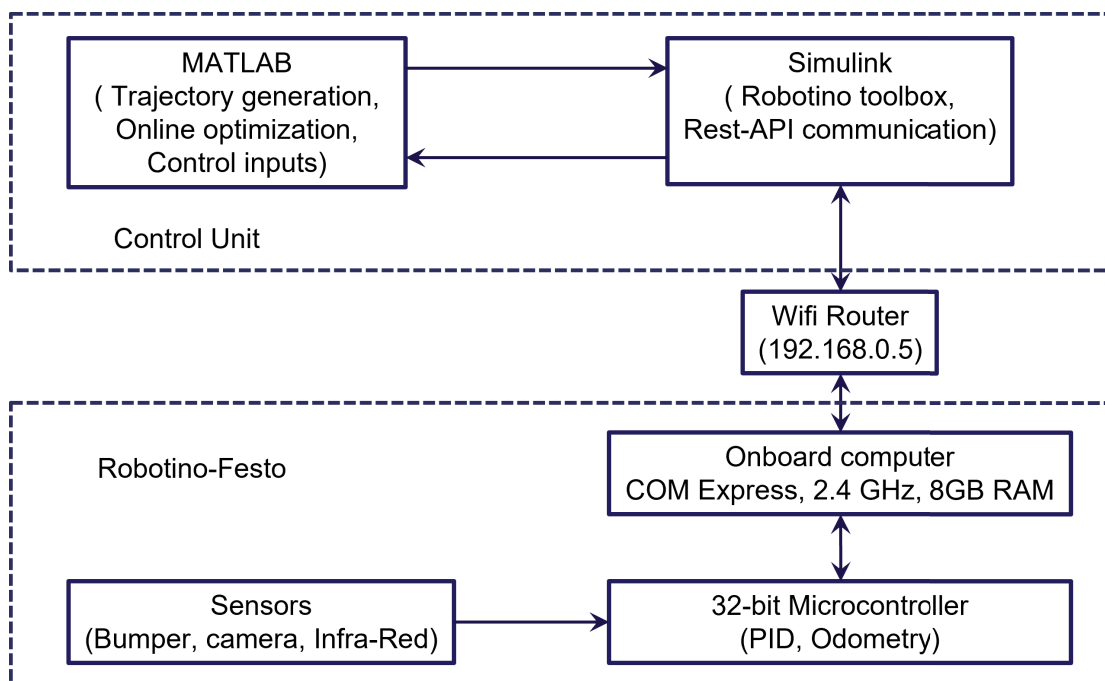 MATLAB
( Trajectory generation,
Online optimization,
Control inputs)
Simulink
( Robotino toolbox,
Rest-API communication)
Control Unit
Wifi Router
(192.168.0.5)
Robotino-Festo
Onboard computer
COM Express, 2.4 GHz, 8GB RAM
Sensors
(Bumper, camera, Infra-Red)
32-bit Microcontroller
(PID, Odometry)